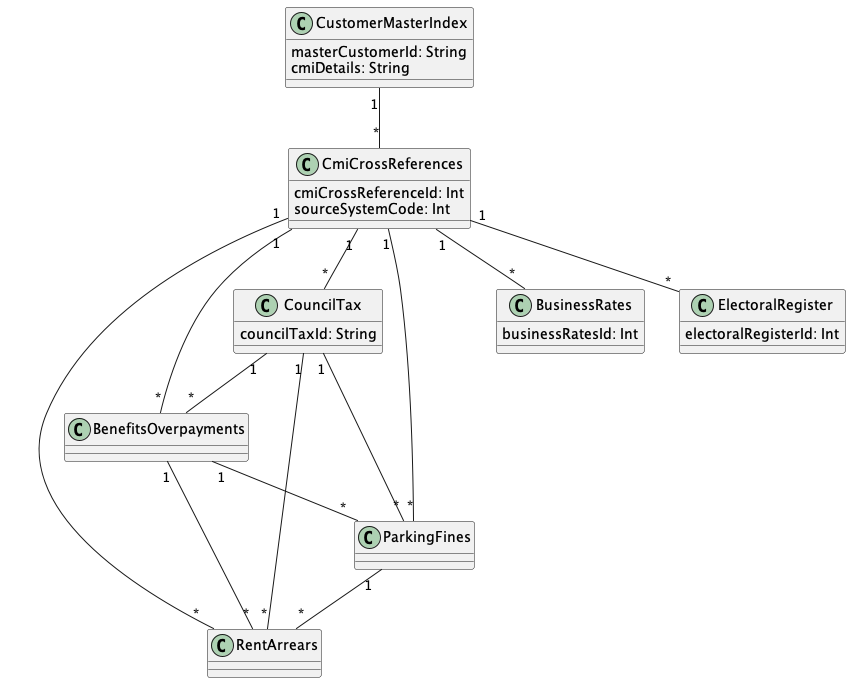 C CustomerMasterIndex
masterCustomerId: String
cmiDetails: String
1
*
C CmiCrossReferences
cmiCrossReferenceId: Int
sourceSystemCode: Int
1
1
1
1
1
1
*
*
*
C CouncilTax
councilTaxId: String
C BusinessRates
businessRatesId: Int
C ElectoralRegister
electoralRegisterId: Int
1
1
1
*
*
C BenefitsOverpayments
1
1
*
*
*
C ParkingFines
1
*
*
*
*
C RentArrears